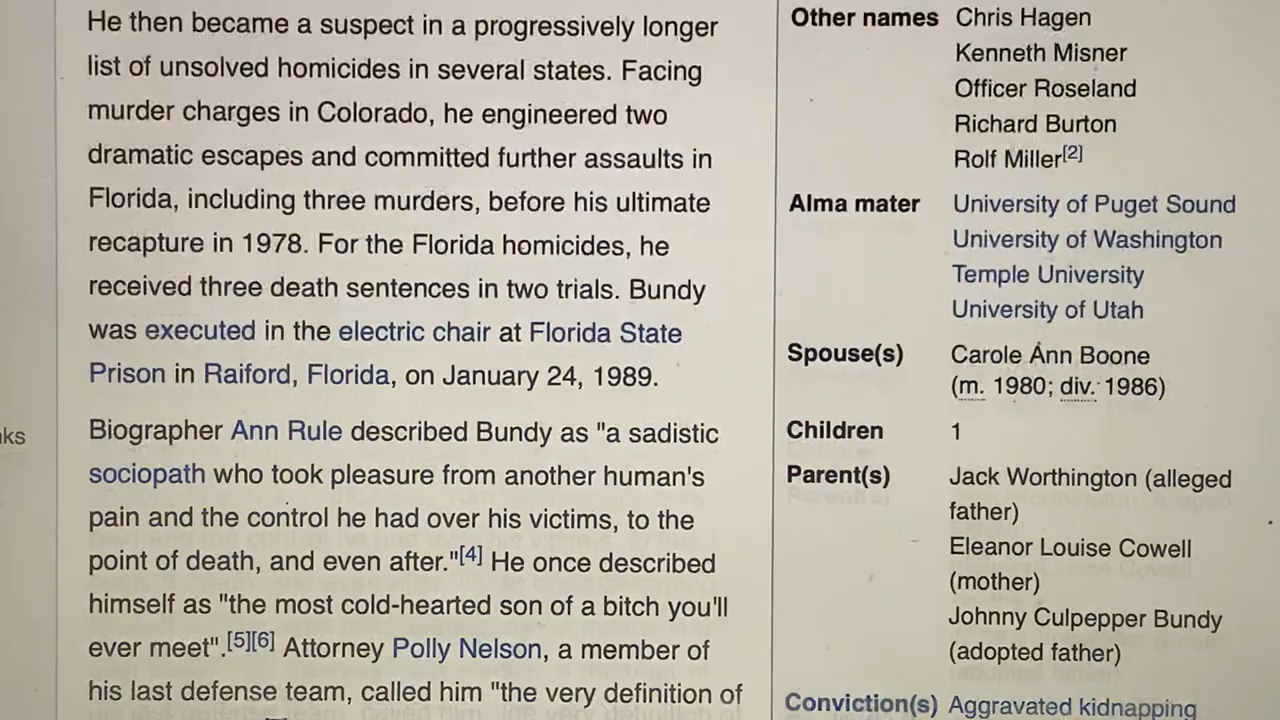 He then became a suspect in a progressively longer
list of unsolved homicides in several states. Facing
murder charges in Colorado, he engineered two
dramatic escapes and committed further assaults in
Florida, including three murders, before his ultimate
recapture in 1978. For the Florida homicides, he
received three death sentences in two trials. Bundy
was executed in the electric chair at Florida State
Prison in Raiford, Florida, on January 24, 1989.
Biographer Ann Rule described Bundy as "a sadistic
sociopath who took pleasure from another human's
pain and the control he had over his victims, to the
point of death, and even after."[4] He once described
himself as "the most cold-hearted son of a bitch you'll
ever meet".[5][6] Attorney Polly Nelson, a member of
his last defense team, called him "the very definition of
Other names Chris Hagen
Kenneth Misner
Officer Roseland
Richard Burton
Rolf Miller[2]
Alma mater University of Puget Sound
University of Washington
Temple University
University of Utah
Spouse(s) Carole Ann Boone
(m. 1980; div. 1986)
Children 1
Parent(s) Jack Worthington (alleged
father)
Eleanor Louise Cowell
(mother)
Johnny Culpepper Bundy
(adopted father)
Conviction(s) Aggravated kidnapping